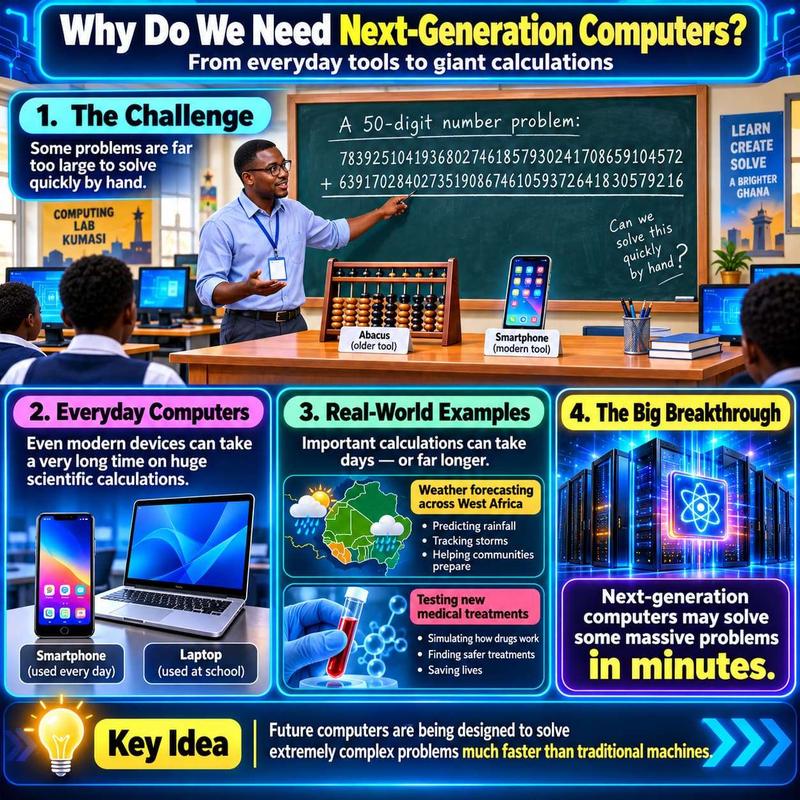 Why Do We Need Next-Generation Computers?
From everyday tools to giant calculations
1. The Challenge
Some problems are far
too large to solve
quickly by hand.
COMPUTING
LAB
KUMASI
A 50-digit number problem:
78392510419368027461857930241708659104572
+ 63917028402735190867461059372641830579216
Can we
solve this
quickly
by hand?
LEARN
CREATE
SOLVE
A BRIGHTER
GHANA
Abacus
(older tool)
Smartphone
(modern tool)
2. Everyday Computers
Even modern devices can take
a very long time on huge
scientific calculations.
Smartphone
(used every day)
Laptop
(used at school)
3. Real-World Examples
Important calculations can take
days — or far longer.
Weather forecasting
across West Africa
• Predicting rainfall
• Tracking storms
• Helping communities
prepare
Testing new
medical treatments
• Simulating how drugs work
• Finding safer treatments
• Saving lives
4. The Big Breakthrough
Next-generation
computers may solve
some massive problems
in minutes.
Key Idea
Future computers are being designed to solve
extremely complex problems much faster than traditional machines.